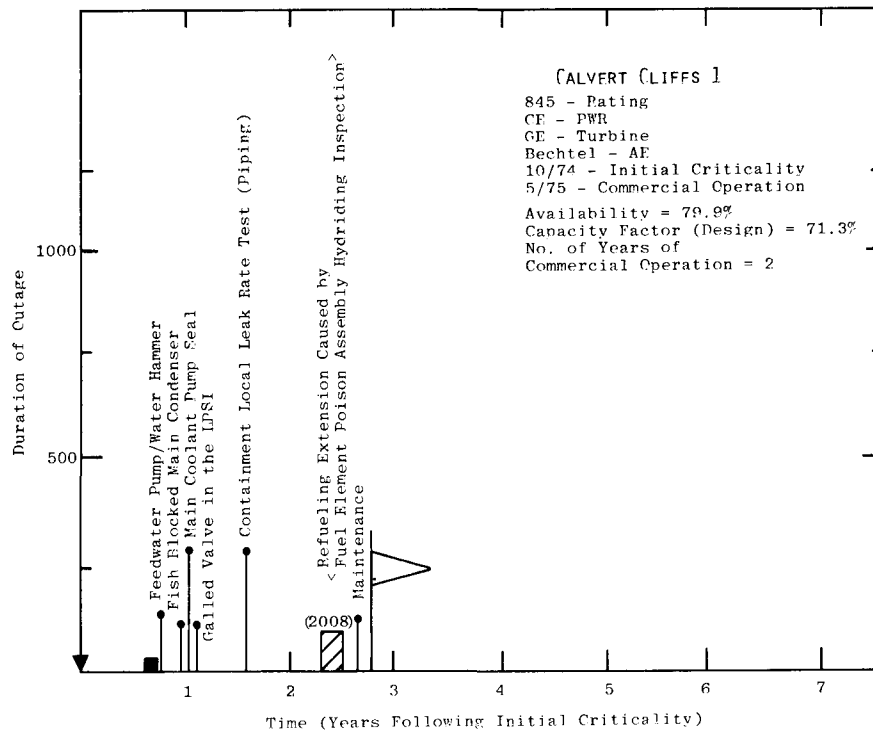 CALVERT CLIFFS 1
845 - Rating
CE - PWR
GE - Turbine
Bechtel - AE
10/74 - Initial Criticality
5/75 - Commercial Operation
Availability = 79.9%
Capacity Factor (Design) = 71.3%
No. of Years of
Commercial Operation = 2
Duration of Outage
1000
500
Feedwater Pump/Water Hammer
Fish Blocked Main Condenser
Main Coolant Pump Seal
Galled Valve in the LPSI
Containment Local Leak Rate Test (Piping)
<Refueling Extension Caused by
Fuel Element Poison Assembly Hydriding Inspection>
Maintenance
(2008)
1 2 3 4 5 6 7
Time (Years Following Initial Criticality)